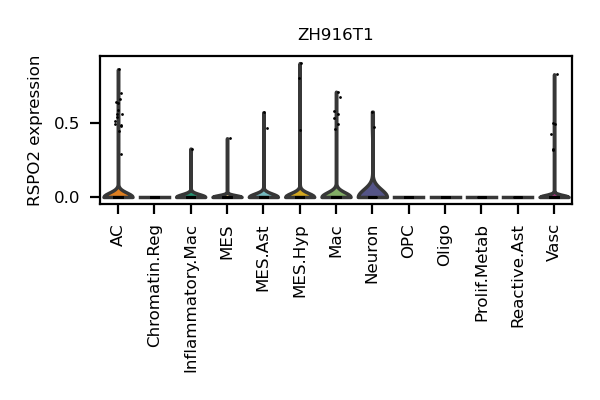 ZH916T1
RSPO2 expression
0.5
0.0
AC
Chromatin.Reg
Inflammatory.Mac
MES
MES.Ast
MES.Hyp
Mac
Neuron
OPC
Oligo
Prolif.Metab
Reactive.Ast
Vasc